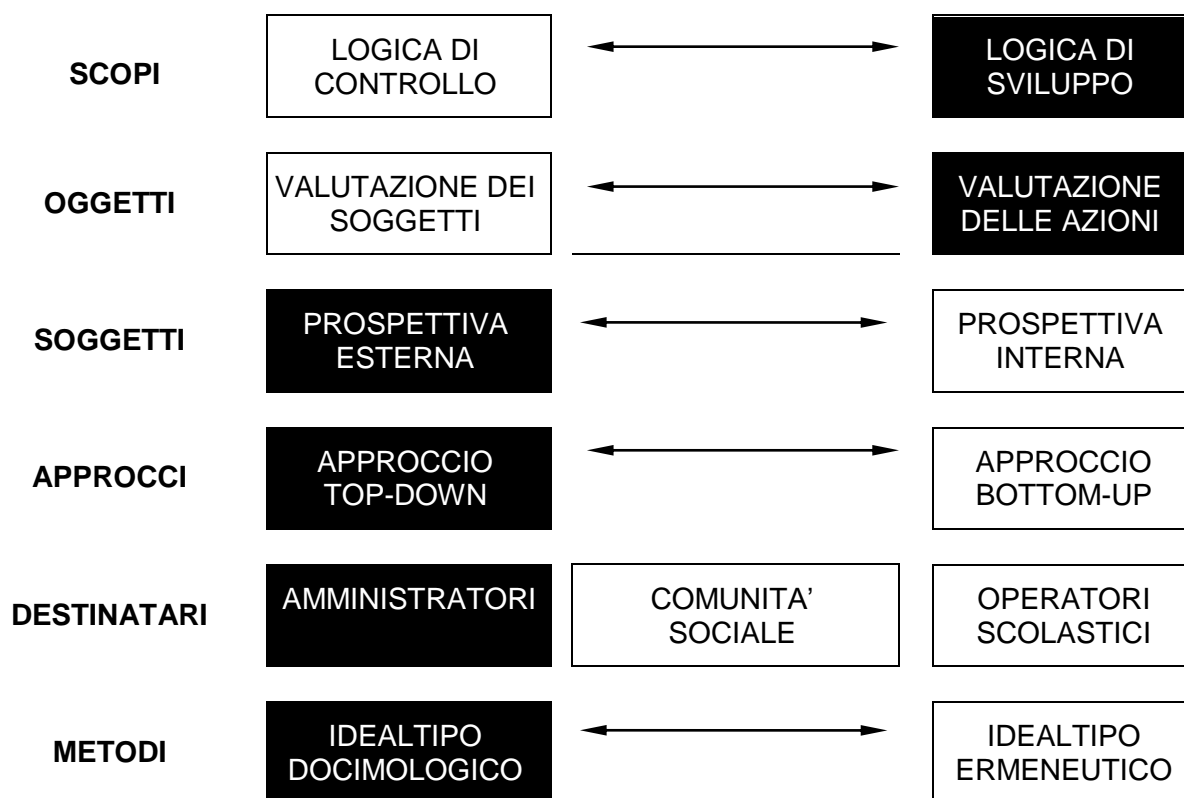 SCOPI
LOGICA DI
CONTROLLO
LOGICA DI
SVILUPPO
OGGETTI
VALUTAZIONE DEI
SOGGETTI
VALUTAZIONE
DELLE AZIONI
SOGGETTI
PROSPETTIVA
ESTERNA
PROSPETTIVA
INTERNA
APPROCCI
APPROCCIO
TOP-DOWN
APPROCCIO
BOTTOM-UP
DESTINATARI
AMMINISTRATORI
COMUNITA’
SOCIALE
OPERATORI
SCOLASTICI
METODI
IDEALTIPO
DOCIMOLOGICO
IDEALTIPO
ERMENEUTICO